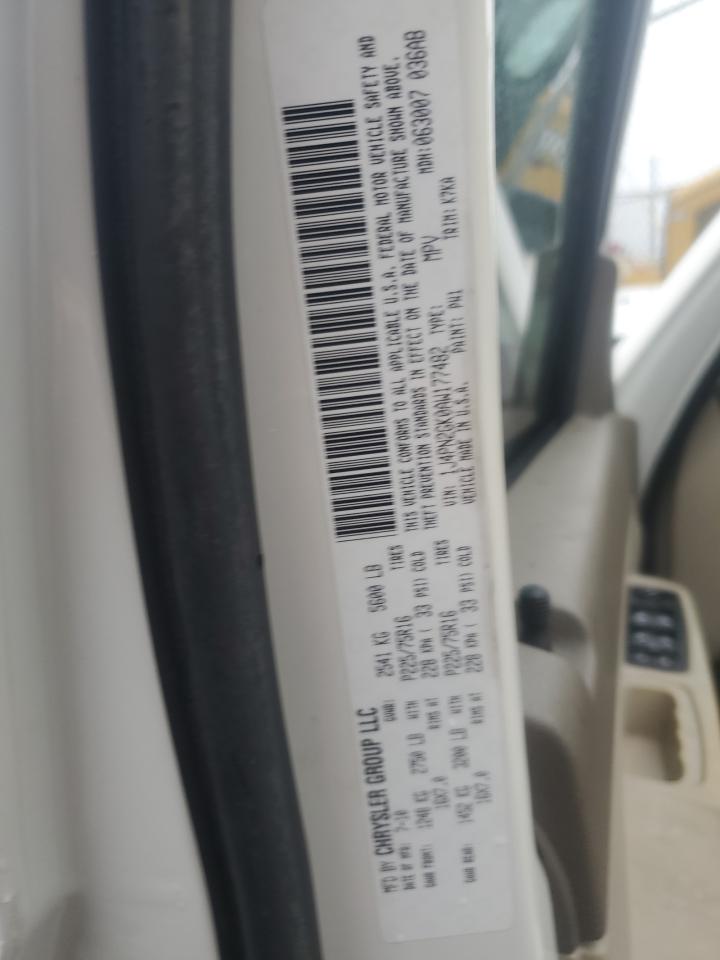 MFD BY CHRYSLER GROUP LLC
DATE OF MFR: 7-10 GVWR: 2541 KG 5600 LB
GAWR FRONT: 1248 KG 2750 LB WITH P225/75R16 TIRES
16X7.0 RIMS AT 228 KPA ( 33 PSI) COLD
GAWR REAR: 1452 KG 3200 LB WITH P225/75R16 TIRES
16X7.0 RIMS AT 228 KPA ( 33 PSI) COLD
THIS VEHICLE CONFORMS TO ALL APPLICABLE U.S.A. FEDERAL MOTOR VEHICLE SAFETY AND
THEFT PREVENTION STANDARDS IN EFFECT ON THE DATE OF MANUFACTURE SHOWN ABOVE.
VIN: 1J4PN2GK0AW177482 TYPE: MPV MDH:063007 036AB
VEHICLE MADE IN U.S.A. PAINT: PW1 TRIM: K7KA